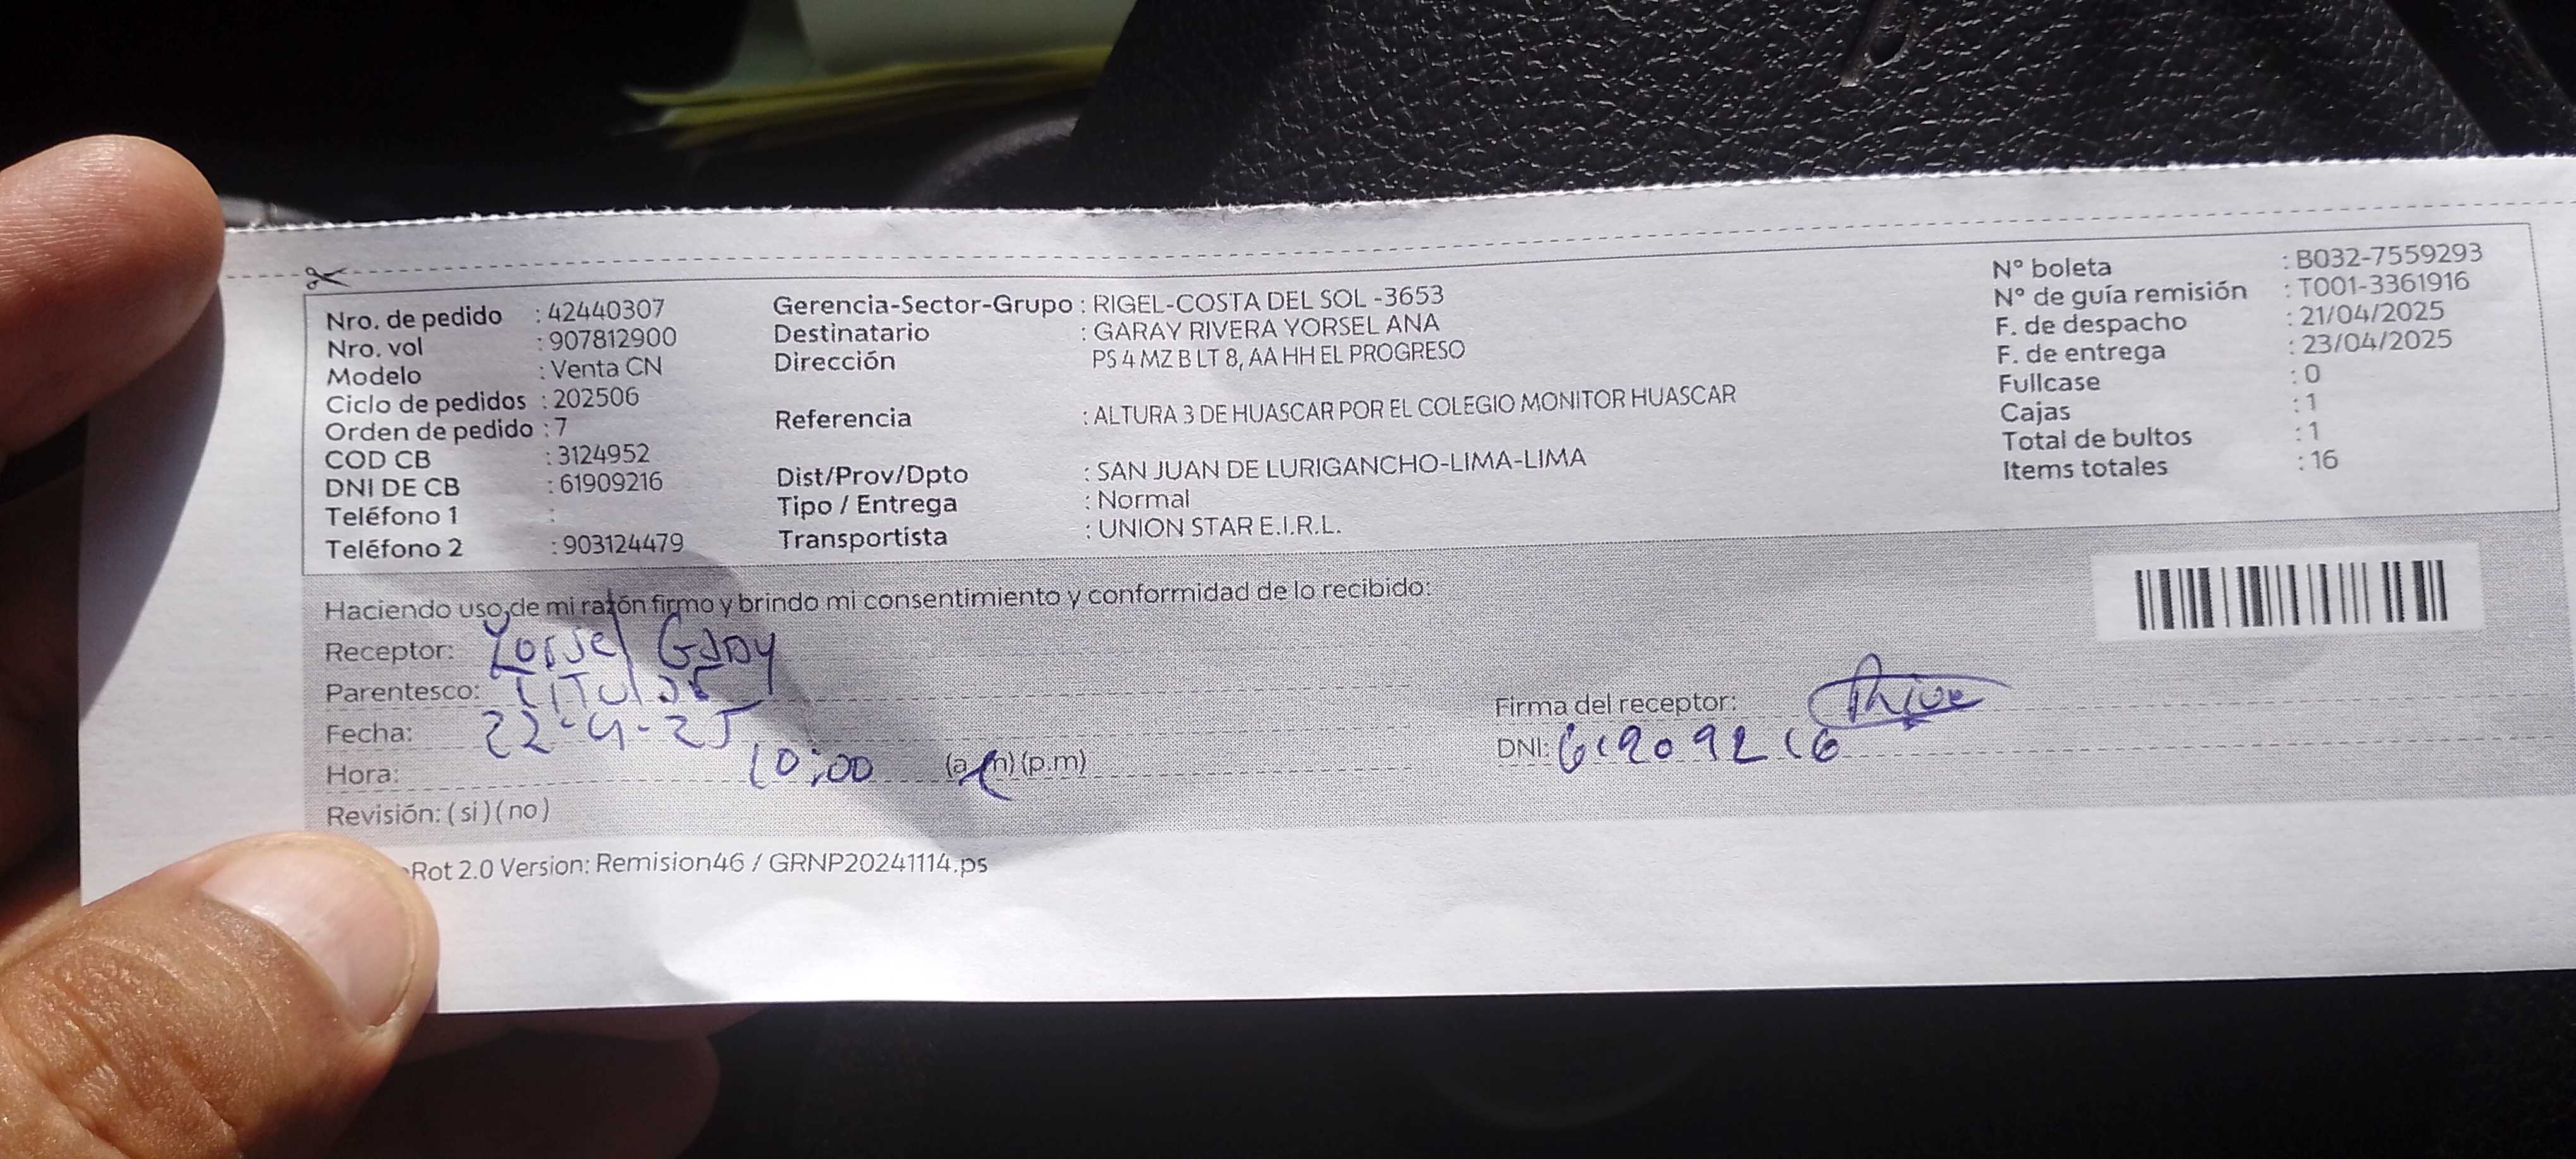 Nro. de pedido : 42440307
Nro. vol : 907812900
Modelo : Venta CN
Ciclo de pedidos : 202506
Orden de pedido : 7
COD CB : 3124952
DNI DE CB : 61909216
Teléfono 1 :
Teléfono 2 : 903124479
Gerencia-Sector-Grupo : RIGEL-COSTA DEL SOL -3653
Destinatario : GARAY RIVERA YORSEL ANA
Dirección PS 4 MZ B LT 8, AA HH EL PROGRESO
Referencia : ALTURA 3 DE HUASCAR POR EL COLEGIO MONITOR HUASCAR
Dist/Prov/Dpto : SAN JUAN DE LURIGANCHO-LIMA-LIMA
Tipo / Entrega : Normal
Transportista : UNION STAR E.I.R.L.
N° boleta : B032-7559293
N° de guía remisión : T001-3361916
F. de despacho : 21/04/2025
F. de entrega : 23/04/2025
Fullcase : 0
Cajas : 1
Total de bultos : 1
Items totales : 16
Haciendo uso de mi razón firmo y brindo mi consentimiento y conformidad de lo recibido:
Receptor: Yorsel
Parentesco: Titular
Fecha: 22-4-25
Hora: 10:00 (a.m) (p.m)
Revisión: ( si ) ( no )
Firma del receptor:
DNI: 61909216
Rot 2.0 Version: Remision46 / GRNP20241114.ps